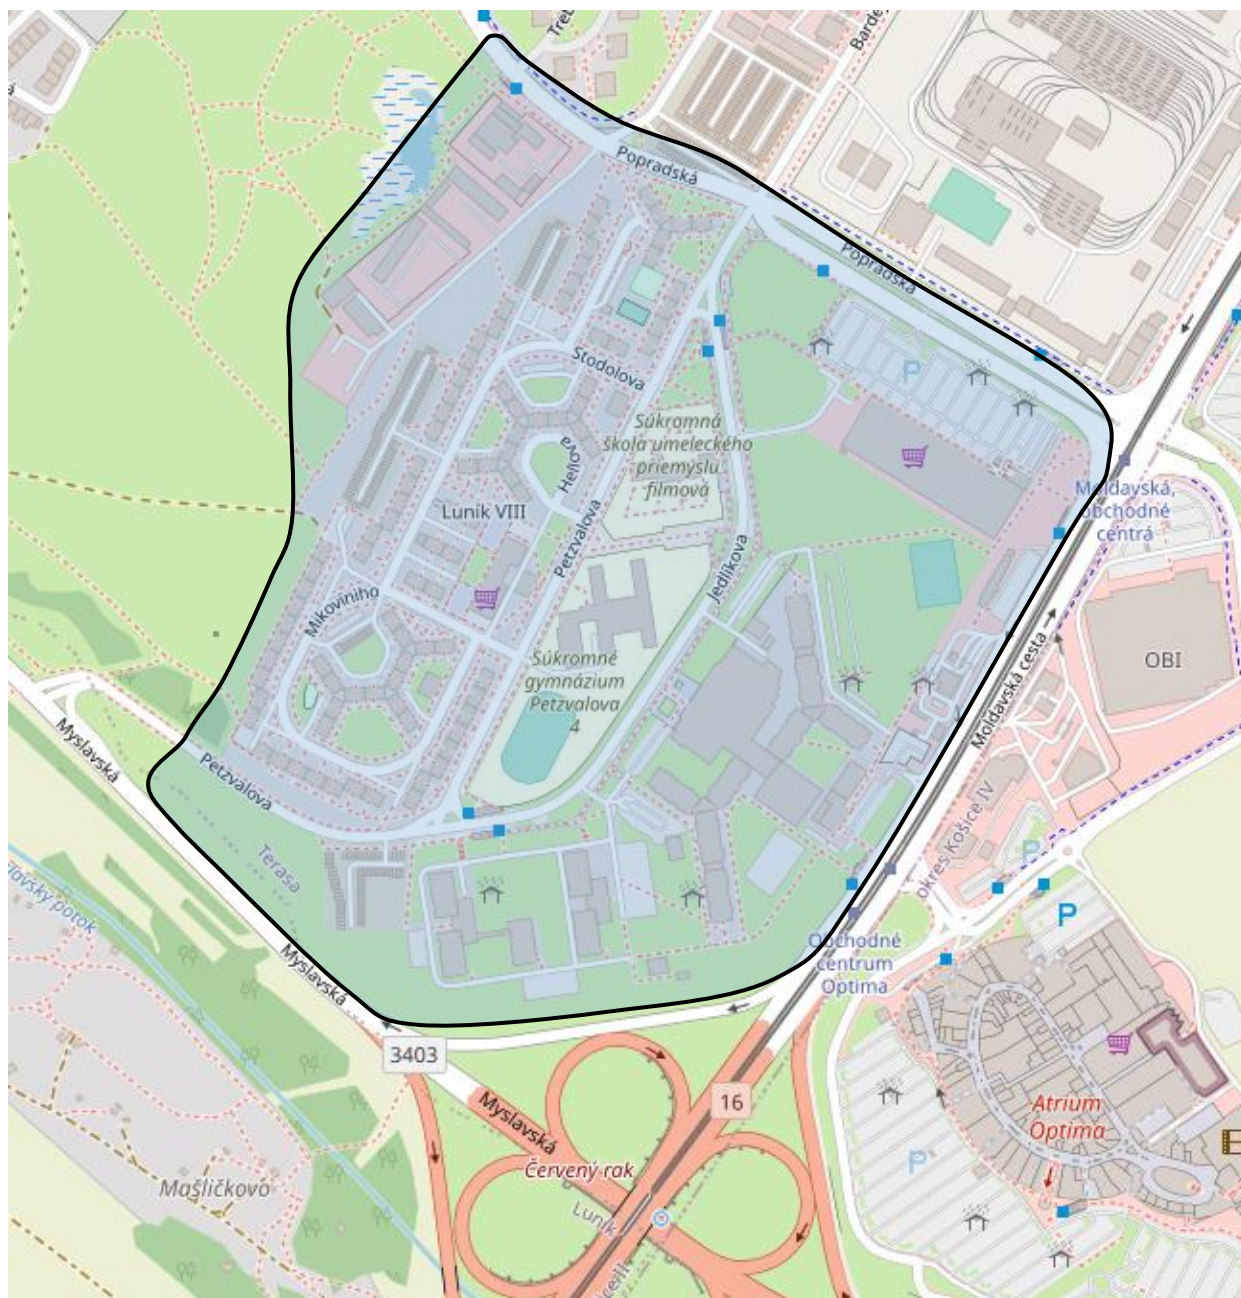 Popradská
Popradská
P
Stodolova
Súkromná
škola umeleckého
priemyslu
filmová
Hellova
Luník VIII
Petzvalova
Moldavská,
obchodné
centrá
Jedlíkova
Mikoviniho
Súkromné
gymnázium
Petzvalova
4
OBI
Moldavská cesta
Myslavská
Petzvalova
okres Košice IV
P
Terasa
P
Myslavská
Obchodné
centrum
Optima
3403
16
Myslavská
Atrium
Optima
Červený rak
P
Mašličkovo
Luník